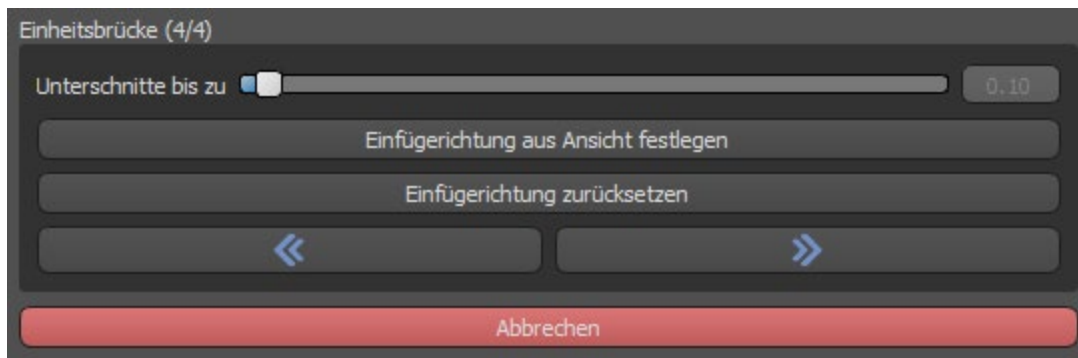 Einheitsbrücke (4/4)
Unterschnitte bis zu 0.10
Einfügerichtung aus Ansicht festlegen
Einfügerichtung zurücksetzen
Abbrechen